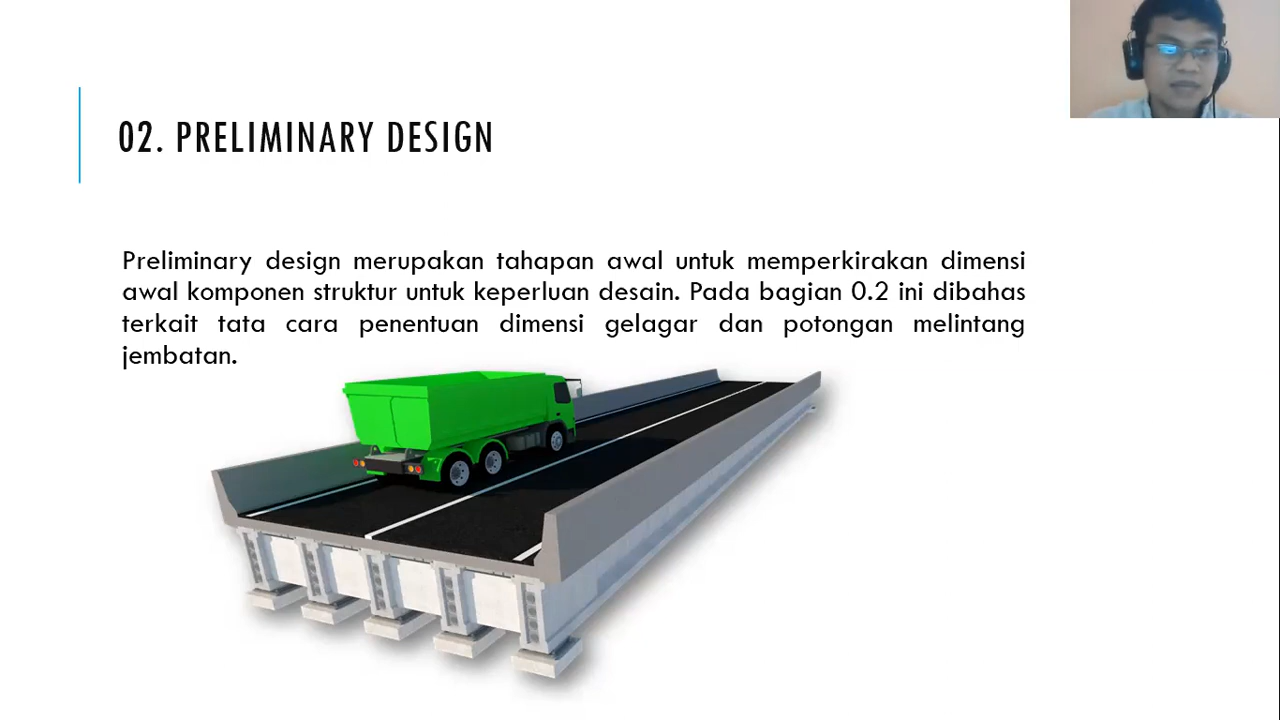 02. PRELIMINARY DESIGN
Preliminary design merupakan tahapan awal untuk memperkirakan dimensi
awal komponen struktur untuk keperluan desain. Pada bagian 0.2 ini dibahas
terkait tata cara penentuan dimensi gelagar dan potongan melintang
jembatan.